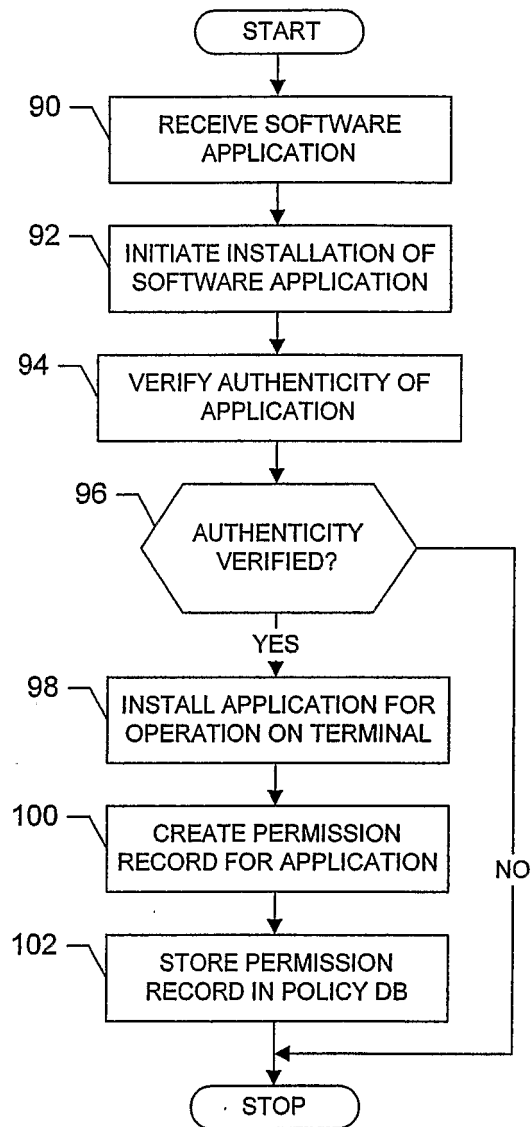 START
90
RECEIVE SOFTWARE
APPLICATION
92
INITIATE INSTALLATION OF
SOFTWARE APPLICATION
94
VERIFY AUTHENTICITY OF
APPLICATION
96
AUTHENTICITY
VERIFIED?
YES
98
INSTALL APPLICATION FOR
OPERATION ON TERMINAL
100
CREATE PERMISSION
RECORD FOR APPLICATION
NO
102
STORE PERMISSION
RECORD IN POLICY DB
STOP